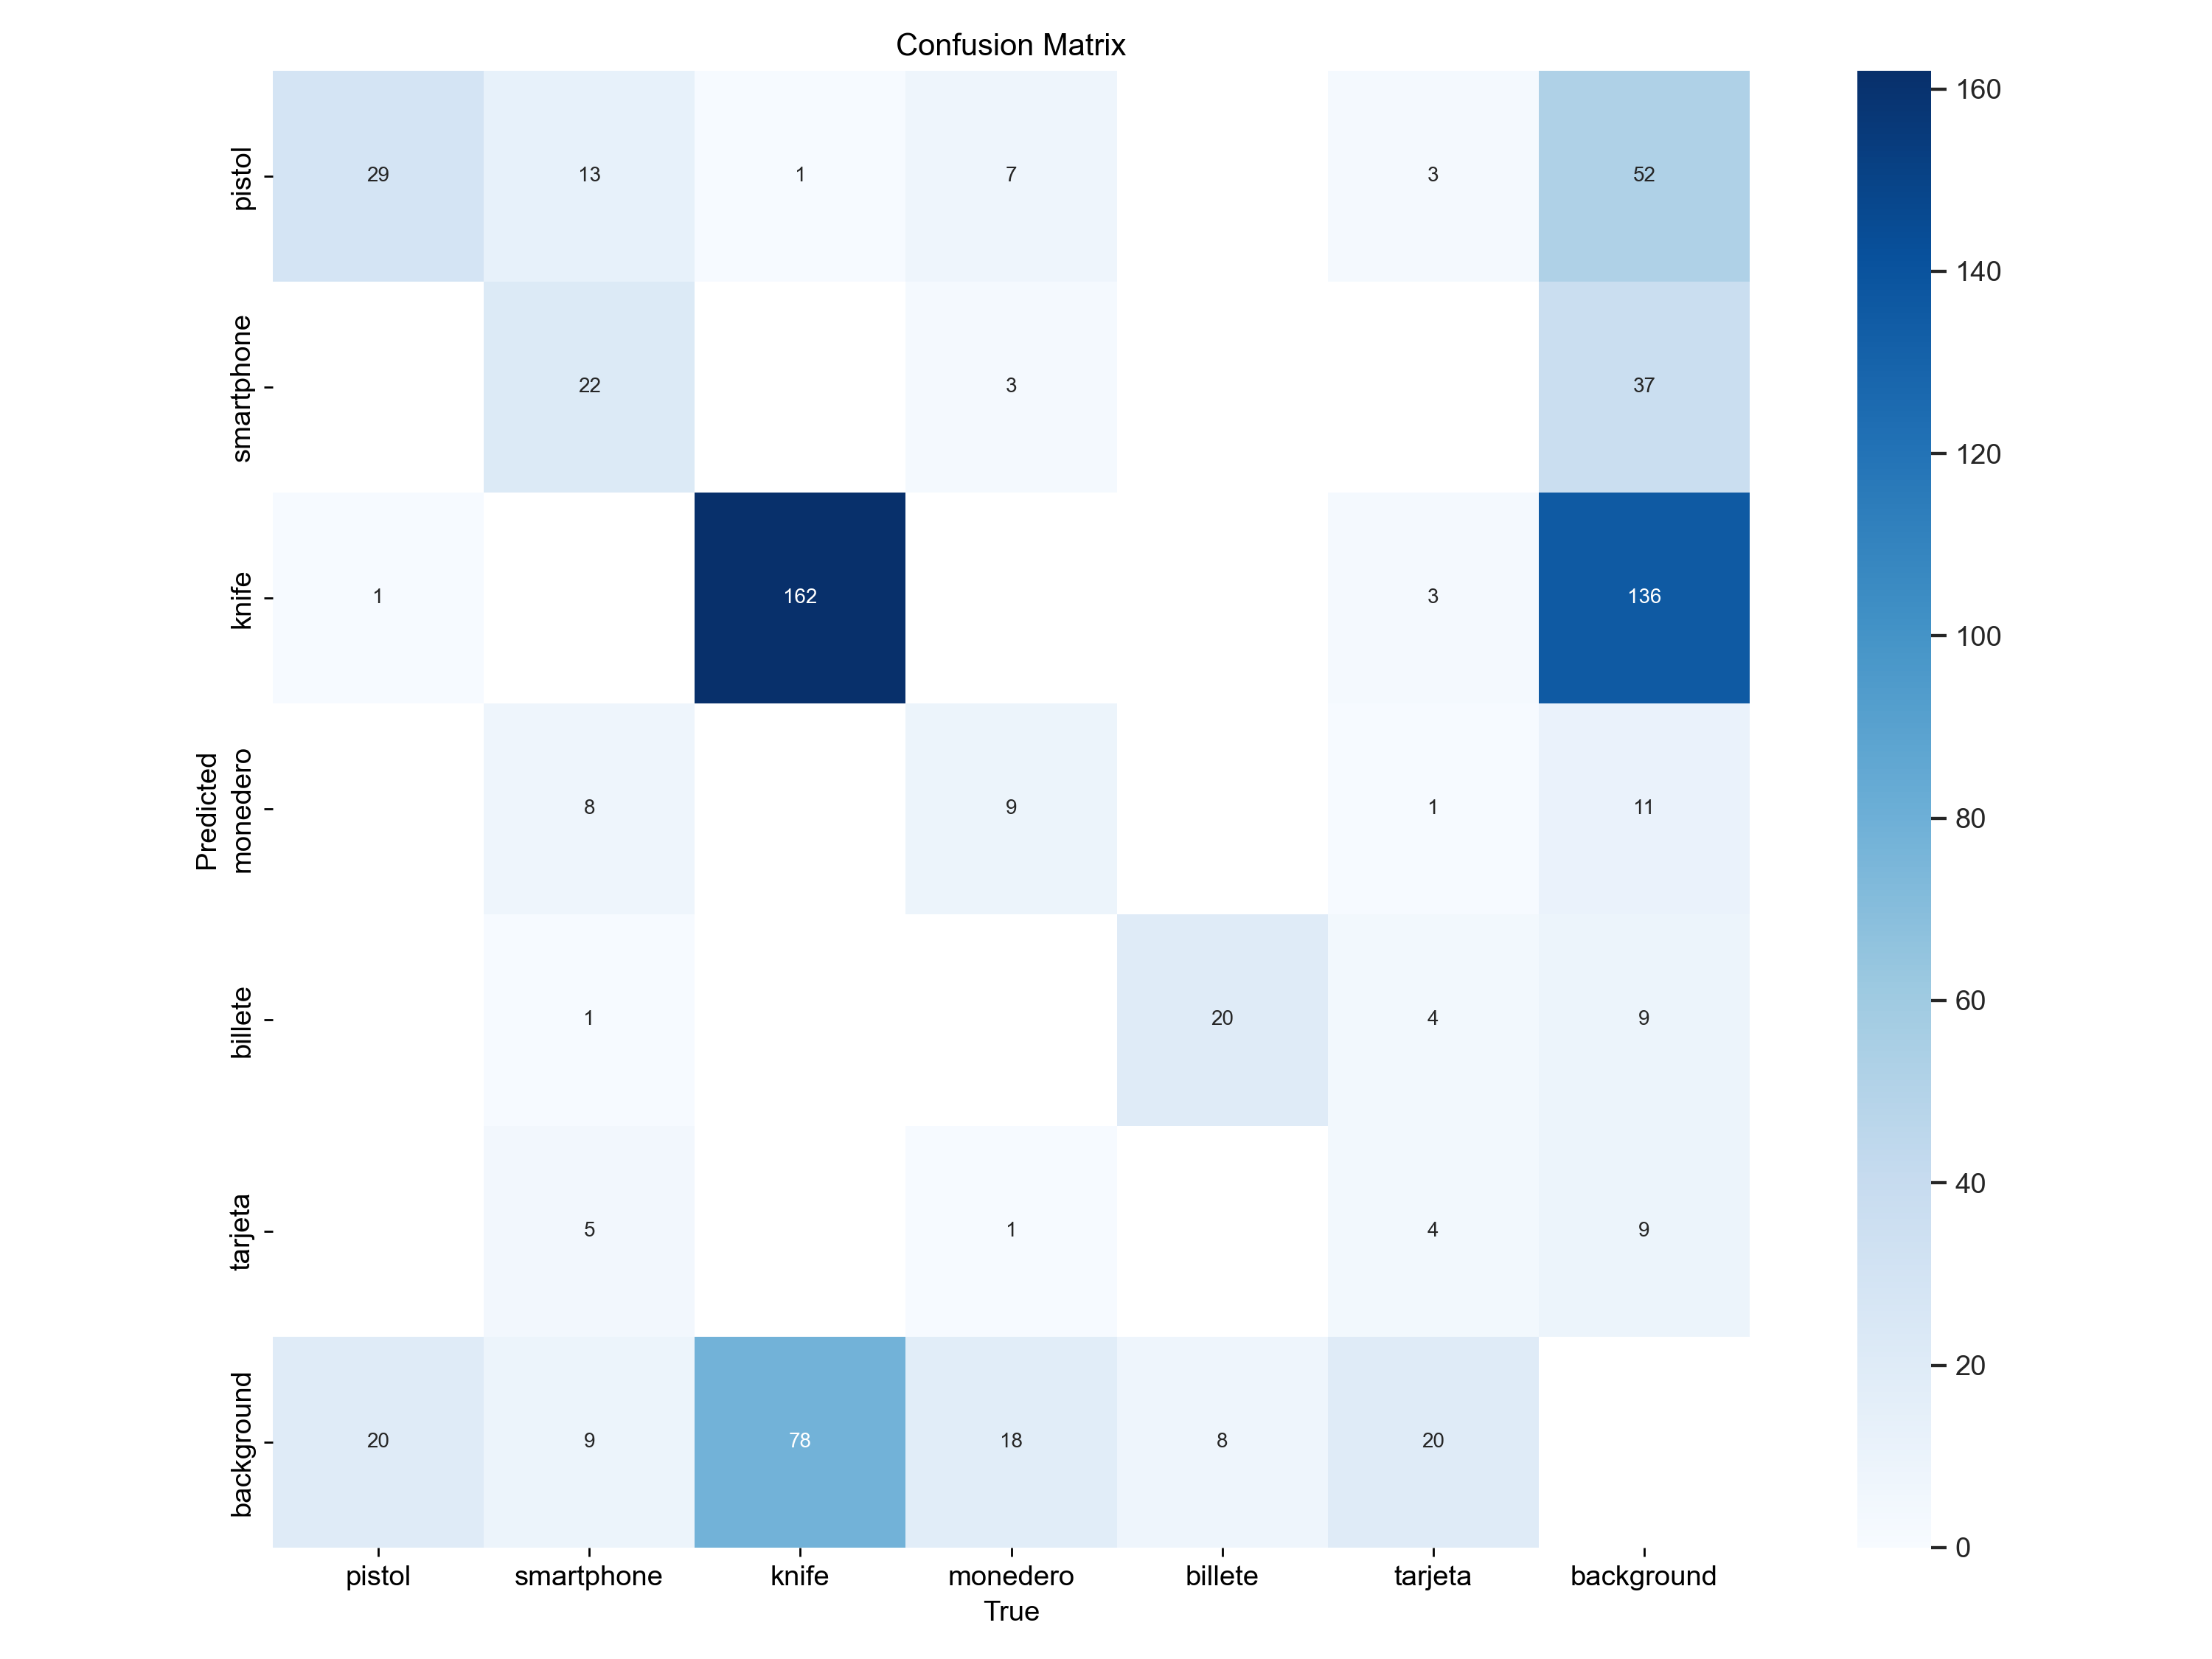 Confusion Matrix
pistol 29 13 1 7 3 52
smartphone 22 3 37
knife 1 162 3 136
monedero 8 9 1 11
billete 1 20 4 9
tarjeta 5 1 4 9
background 20 9 78 18 8 20
Predicted
pistol smartphone knife monedero billete tarjeta background
True
160
140
120
100
80
60
40
20
0